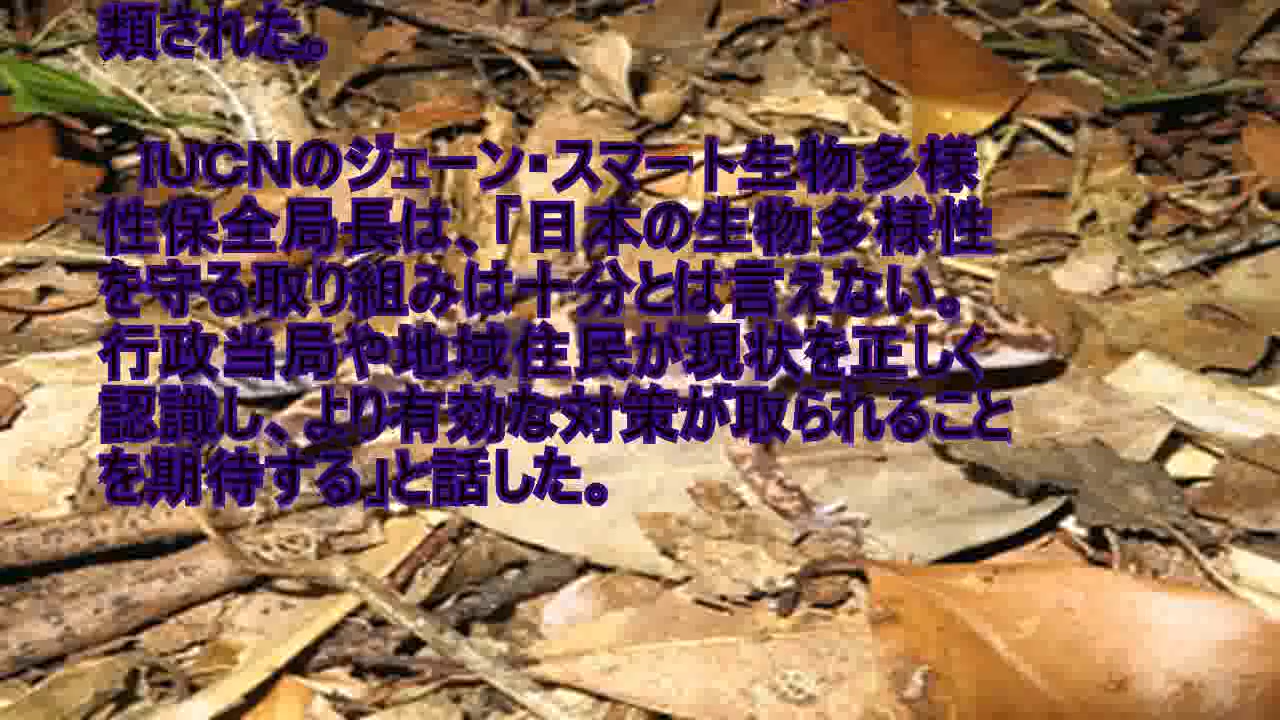 類された。
IUCNのジェーン・スマート生物多様
性保全局長は、「日本の生物多様性
を守る取り組みは十分とは言えない。
行政当局や地域住民が現状を正しく
認識し、より有効な対策が取られること
を期待する」と話した。